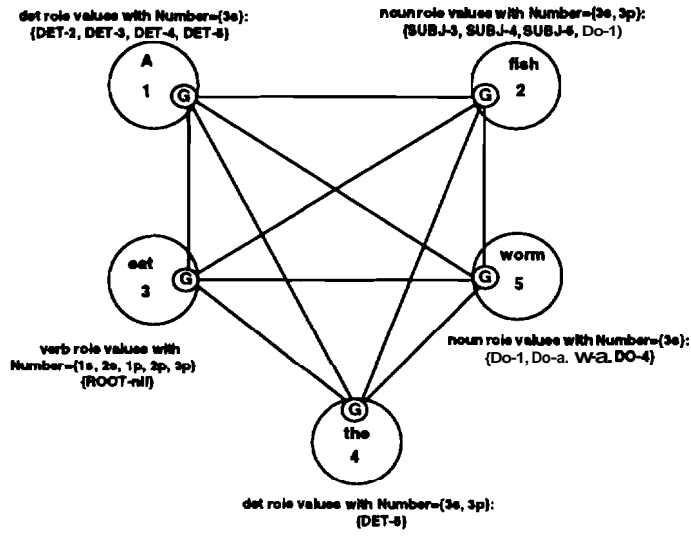 det role values with Number={3s}:
{DET-2, DET-3, DET-4, DET-5}
noun role values with Number={3s, 3p}:
{SUBJ-3, SUBJ-4, SUBJ-5, Do-1)
A
1
G
fish
2
G
eat
3
G
worm
5
G
verb role values with
Number={1s, 2s, 1p, 2p, 3p}
{ROOT-nil}
noun role values with Number={3s}:
{Do-1, Do-a. w-a. DO-4}
G
the
4
det role values with Number={3s, 3p}:
{DET-5}